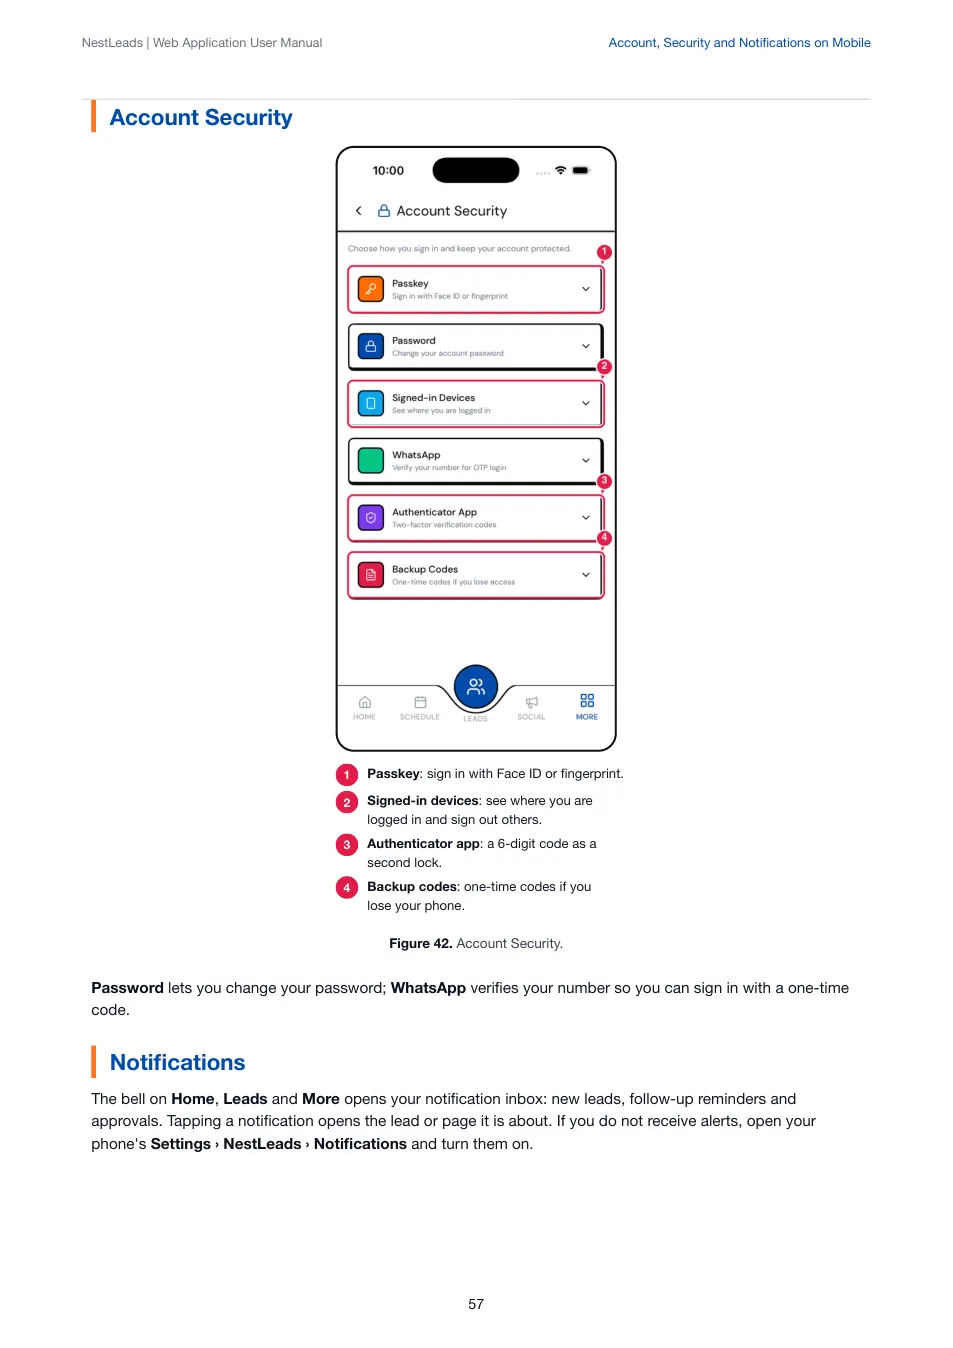 NestLeads | Web Application User Manual
Account, Security and Notifications on Mobile
Account Security
10:00
Account Security
Choose how you sign in and keep your account protected.
1
Passkey
Sign in with Face ID or fingerprint
Password
Change your account password
2
Signed-in Devices
See where you are logged in
WhatsApp
Verify your number for OTP login
3
Authenticator App
Two-factor verification codes
4
Backup Codes
One-time codes if you lose access
HOME
SCHEDULE
LEADS
SOCIAL
MORE
1 Passkey: sign in with Face ID or fingerprint.
2 Signed-in devices: see where you are
logged in and sign out others.
3 Authenticator app: a 6-digit code as a
second lock.
4 Backup codes: one-time codes if you
lose your phone.
Figure 42. Account Security.
Password lets you change your password; WhatsApp verifies your number so you can sign in with a one-time
code.
Notifications
The bell on Home, Leads and More opens your notification inbox: new leads, follow-up reminders and
approvals. Tapping a notification opens the lead or page it is about. If you do not receive alerts, open your
phone's Settings › NestLeads › Notifications and turn them on.
57